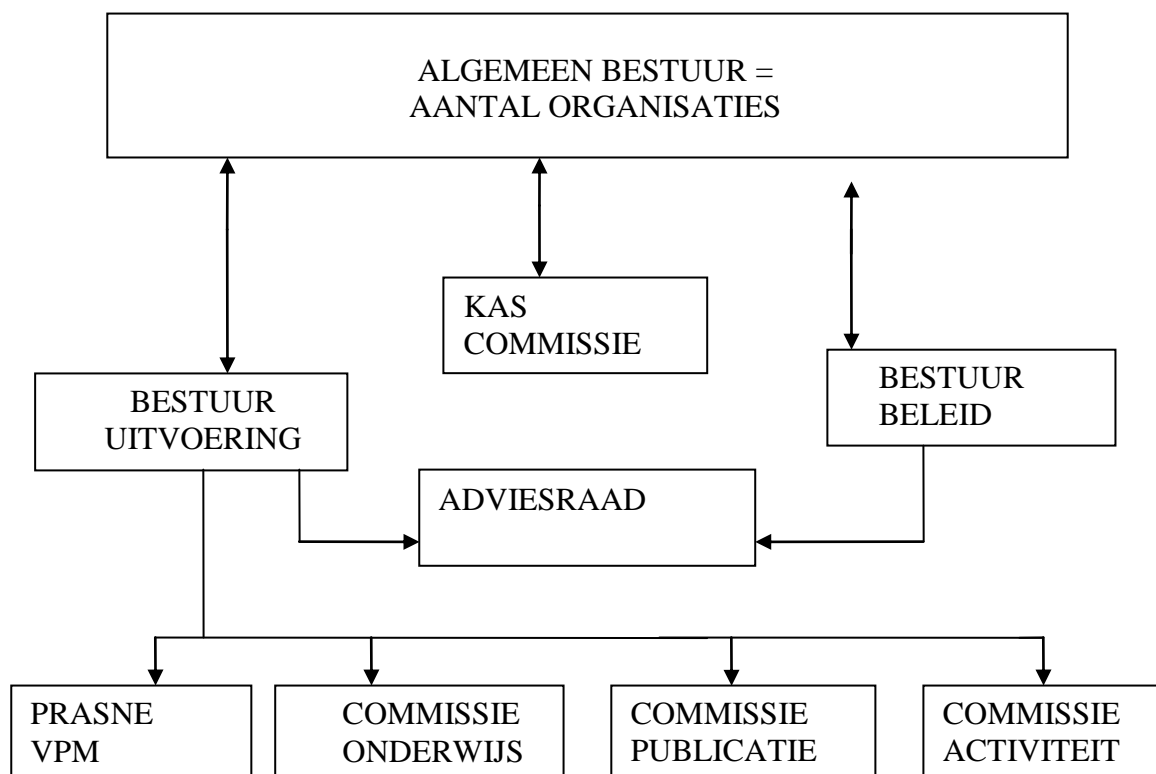 ALGEMEEN BESTUUR =
AANTAL ORGANISATIES
KAS
COMMISSIE
BESTUUR
BELEID
BESTUUR
UITVOERING
ADVIESRAAD
PRASNE
VPM
COMMISSIE
ONDERWIJS
COMMISSIE
PUBLICATIE
COMMISSIE
ACTIVITEIT